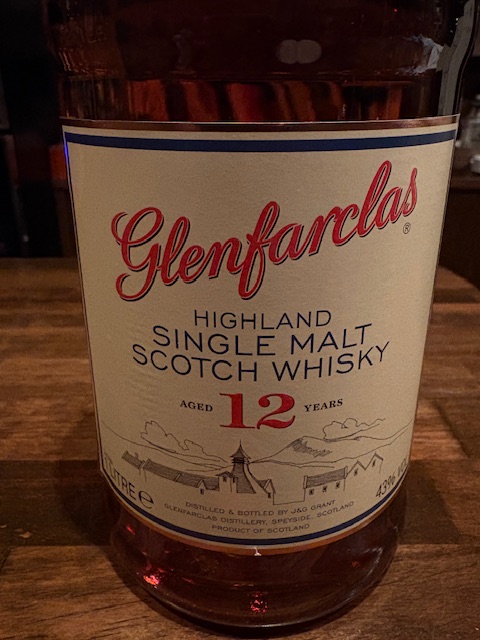 Glenfarclas
®
HIGHLAND
SINGLE MALT
SCOTCH WHISKY
AGED 12 YEARS
LITRE e
43% VOL
DISTILLED & BOTTLED BY J&G GRANT
GLENFARCLAS DISTILLERY, SPEYSIDE, SCOTLAND
PRODUCT OF SCOTLAND